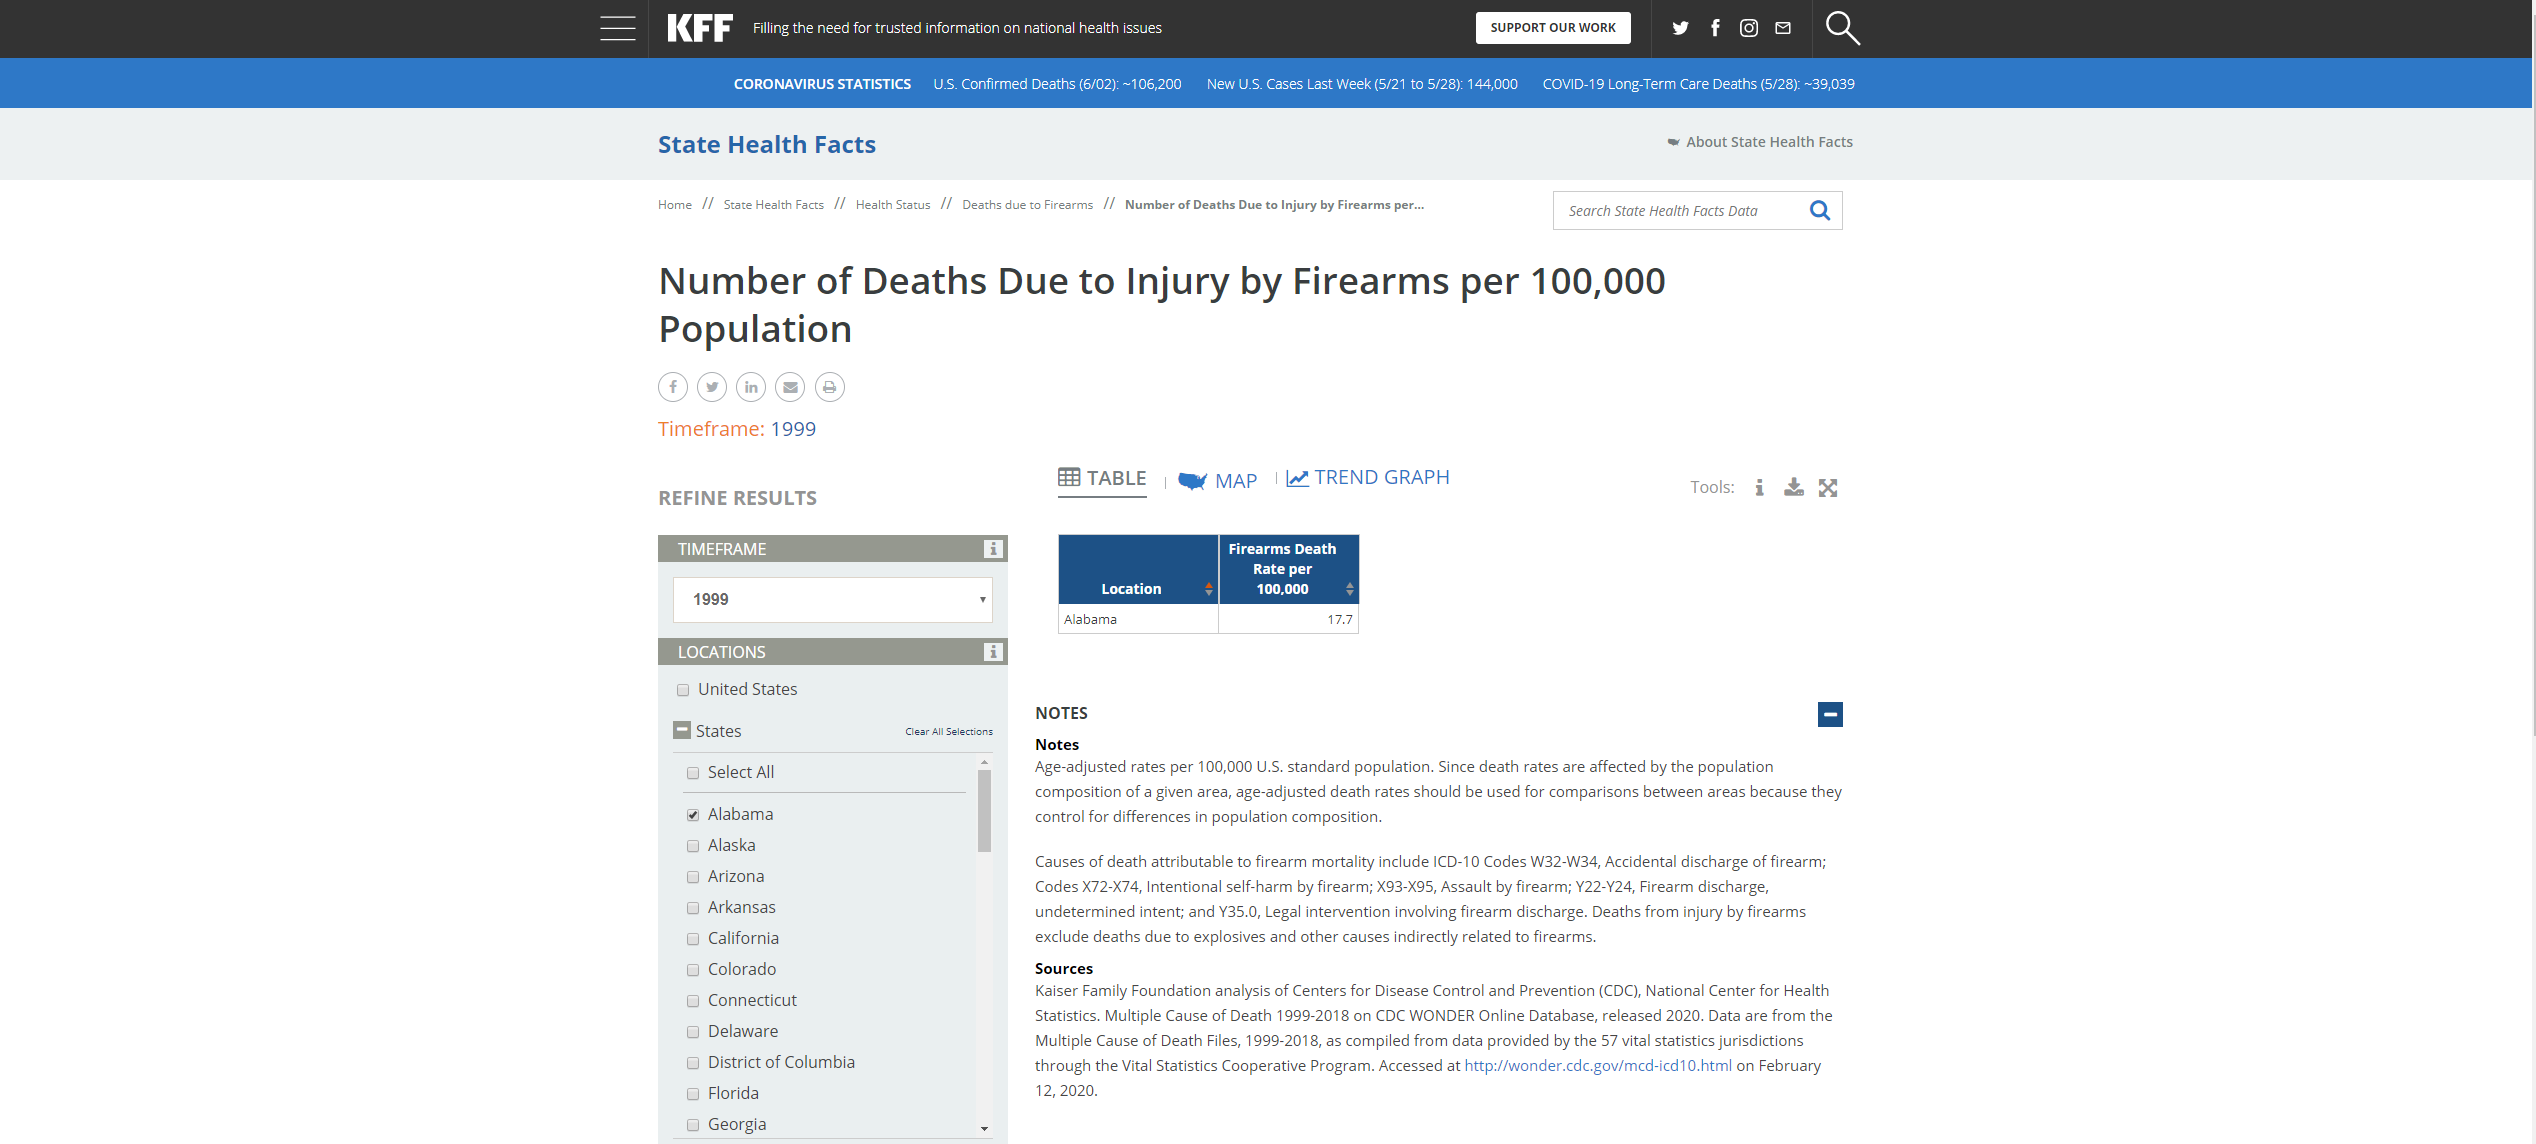 KFF
Filling the need for trusted information on national health issues
SUPPORT OUR WORK
CORONAVIRUS STATISTICS U.S. Confirmed Deaths (6/02): ~106,200 New U.S. Cases Last Week (5/21 to 5/28): 144,000 COVID-19 Long-Term Care Deaths (5/28): ~39,039
State Health Facts
About State Health Facts
Home // State Health Facts // Health Status // Deaths due to Firearms // Number of Deaths Due to Injury by Firearms per...
Search State Health Facts Data
Number of Deaths Due to Injury by Firearms per 100,000
Population
Timeframe: 1999
REFINE RESULTS
TIMEFRAME
1999
LOCATIONS
United States
States
Clear All Selections
Select All
Alabama
Alaska
Arizona
Arkansas
California
Colorado
Connecticut
Delaware
District of Columbia
Florida
Georgia
TABLE | MAP | TREND GRAPH
Tools:
Location
Firearms Death
Rate per
100,000
Alabama 17.7
NOTES
Notes
Age-adjusted rates per 100,000 U.S. standard population. Since death rates are affected by the population
composition of a given area, age-adjusted death rates should be used for comparisons between areas because they
control for differences in population composition.
Causes of death attributable to firearm mortality include ICD-10 Codes W32-W34, Accidental discharge of firearm;
Codes X72-X74, Intentional self-harm by firearm; X93-X95, Assault by firearm; Y22-Y24, Firearm discharge,
undetermined intent; and Y35.0, Legal intervention involving firearm discharge. Deaths from injury by firearms
exclude deaths due to explosives and other causes indirectly related to firearms.
Sources
Kaiser Family Foundation analysis of Centers for Disease Control and Prevention (CDC), National Center for Health
Statistics. Multiple Cause of Death 1999-2018 on CDC WONDER Online Database, released 2020. Data are from the
Multiple Cause of Death Files, 1999-2018, as compiled from data provided by the 57 vital statistics jurisdictions
through the Vital Statistics Cooperative Program. Accessed at http://wonder.cdc.gov/mcd-icd10.html on February
12, 2020.